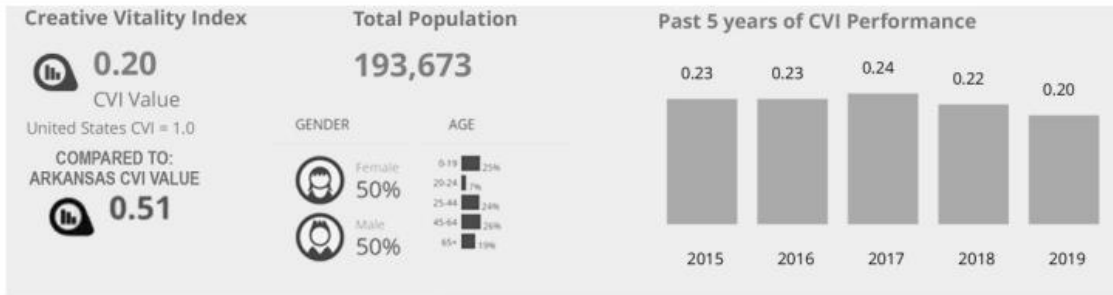 Creative Vitality Index
0.20
CVI Value
United States CVI = 1.0
COMPARED TO:
ARKANSAS CVI VALUE
0.51
Total Population
193,673
GENDER
Female
50%
Male
50%
AGE
0-19 25%
20-24 7%
25-44 24%
45-64 26%
65+ 19%
Past 5 years of CVI Performance
0.23 0.23 0.24 0.22 0.20
2015 2016 2017 2018 2019